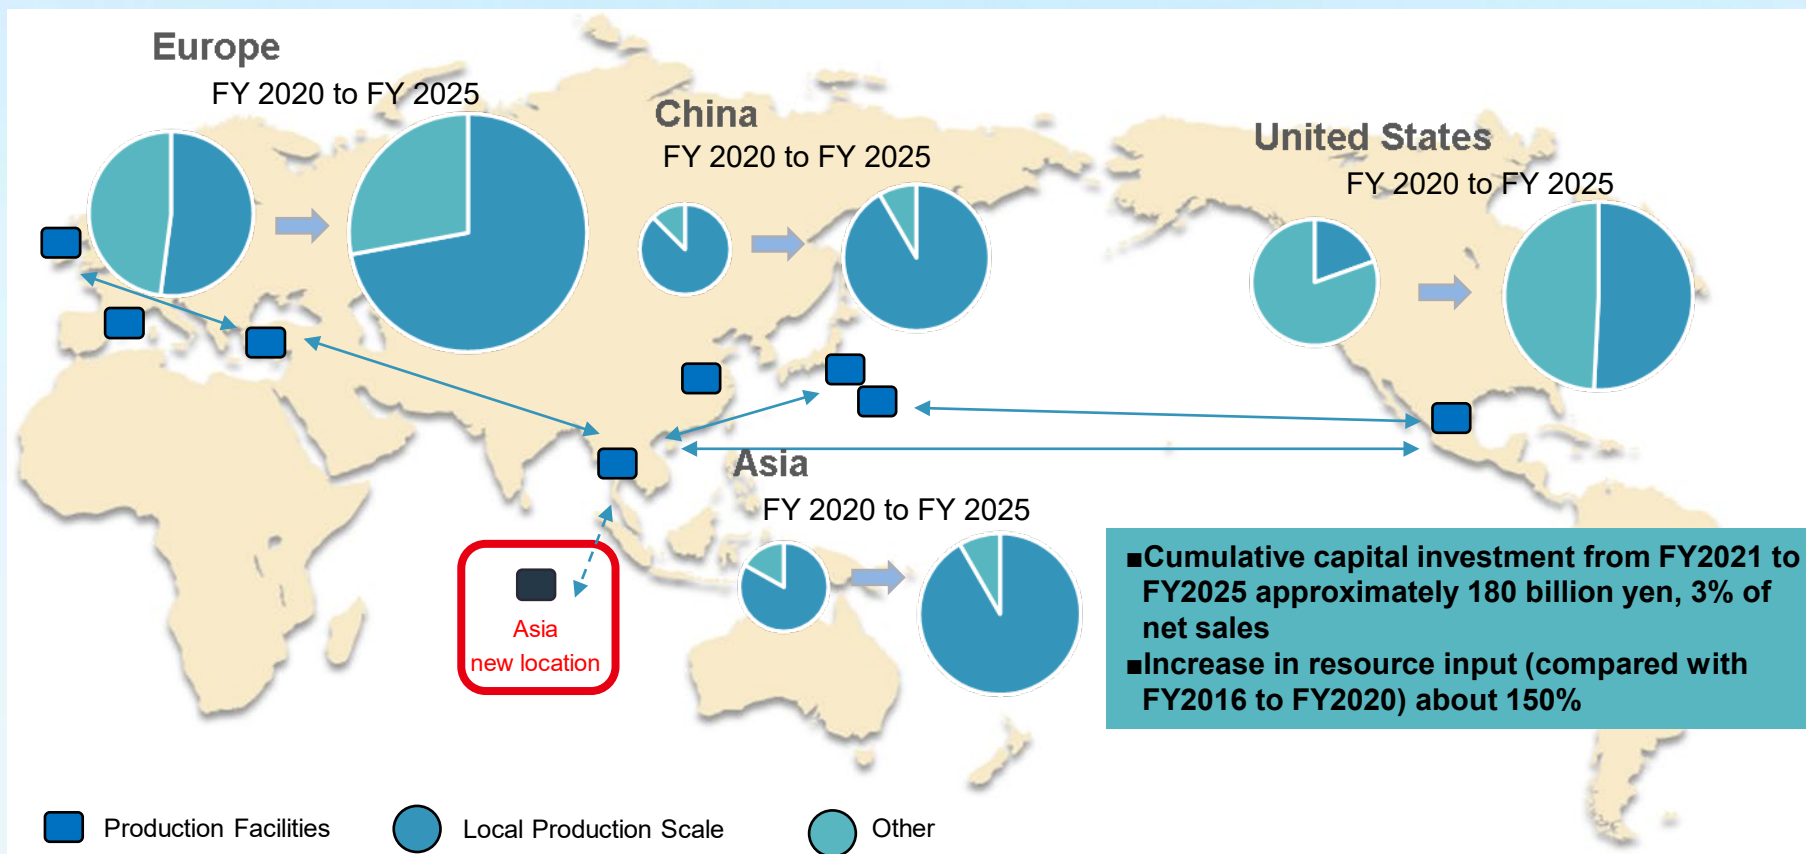 Europe
FY 2020 to FY 2025
China
FY 2020 to FY 2025
United States
FY 2020 to FY 2025
Asia
FY 2020 to FY 2025
Asia
new location
■Cumulative capital investment from FY2021 to
FY2025 approximately 180 billion yen, 3% of
net sales
■Increase in resource input (compared with
FY2016 to FY2020) about 150%
Production Facilities
Local Production Scale
Other